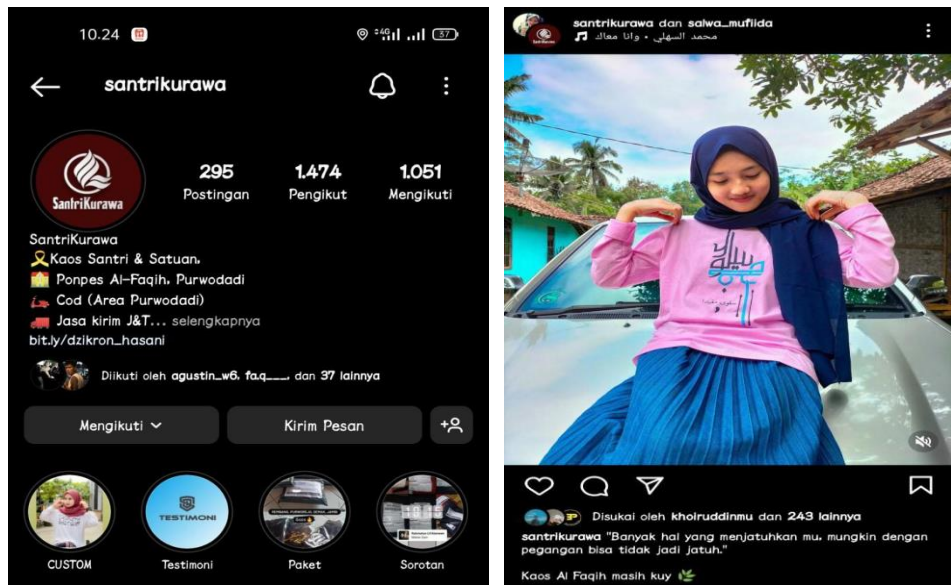 10.24
4G
37
santrikurawa
295
1.474
1.051
Postingan
Pengikut
Mengikuti
SantriKurawa
SantriKurawa
Kaos Santri & Satuan,
Ponpes Al-Faqih, Purwodadi
Cod (Area Purwodadi)
Jasa kirim J&T... selengkapnya
bit.ly/dzikron_hasani
Diikuti oleh agustin_w6, fa.q___, dan 37 lainnya
Mengikuti
Kirim Pesan
TESTIMONI
CUSTOM
Testimoni
Paket
Sorotan
santrikurawa dan salwa_mufiida
محمد السهلي • وانا معاك
Disukai oleh khoiruddinmu dan 243 lainnya
santrikurawa "Banyak hal yang menjatuhkan mu, mungkin dengan
pegangan bisa tidak jadi jatuh."
Kaos Al Faqih masih kuy